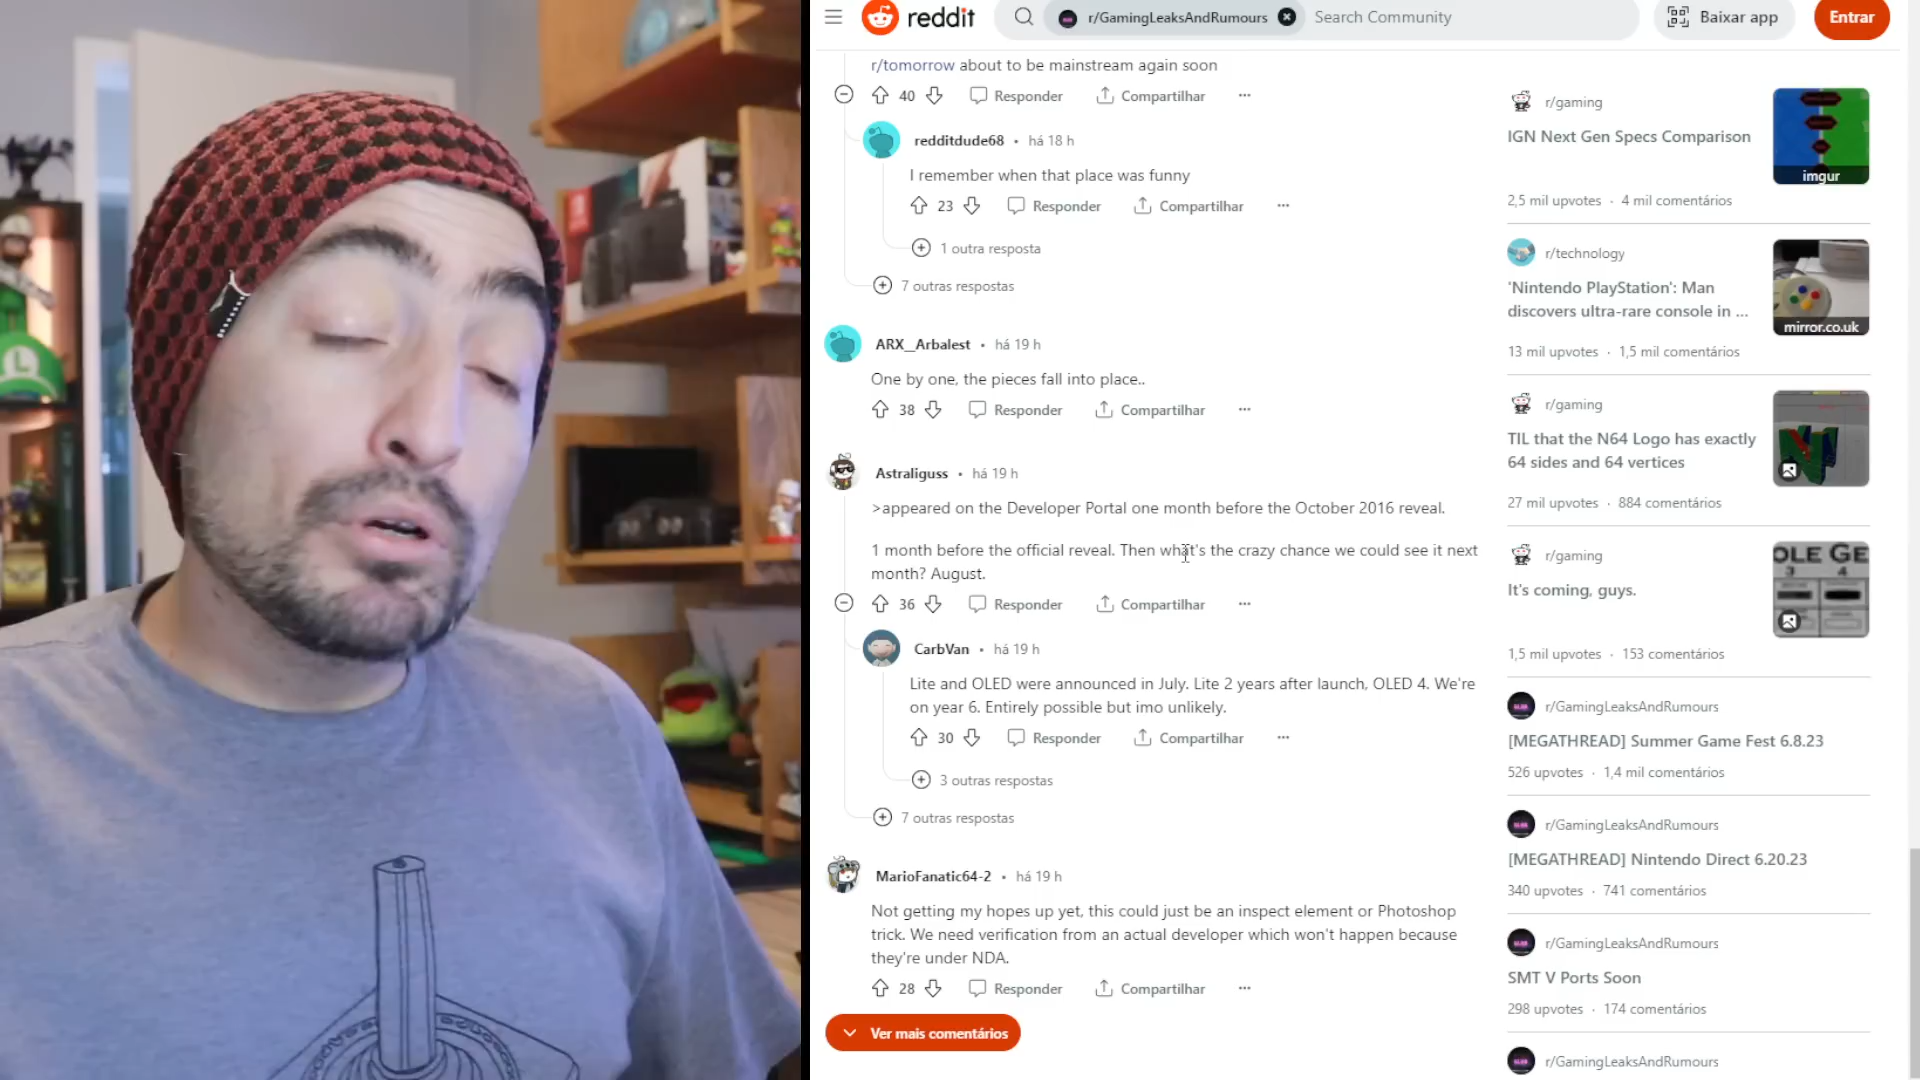 reddit
r/GamingLeaksAndRumours
Search Community
Baixar app
Entrar
r/tomorrow about to be mainstream again soon
40 Responder Compartilhar ...
redditdude68 • há 18 h
I remember when that place was funny
23 Responder Compartilhar ...
1 outra resposta
7 outras respostas
ARX__Arbalest • há 19 h
One by one, the pieces fall into place..
38 Responder Compartilhar ...
Astraliguss • há 19 h
>appeared on the Developer Portal one month before the October 2016 reveal.
1 month before the official reveal. Then what's the crazy chance we could see it next
month? August.
36 Responder Compartilhar ...
CarbVan • há 19 h
Lite and OLED were announced in July. Lite 2 years after launch, OLED 4. We're
on year 6. Entirely possible but imo unlikely.
30 Responder Compartilhar ...
3 outras respostas
7 outras respostas
MarioFanatic64-2 • há 19 h
Not getting my hopes up yet, this could just be an inspect element or Photoshop
trick. We need verification from an actual developer which won't happen because
they're under NDA.
28 Responder Compartilhar ...
Ver mais comentários
r/gaming
IGN Next Gen Specs Comparison
imgur
2,5 mil upvotes · 4 mil comentários
r/technology
'Nintendo PlayStation': Man
discovers ultra-rare console in ...
mirror.co.uk
13 mil upvotes · 1,5 mil comentários
r/gaming
TIL that the N64 Logo has exactly
64 sides and 64 vertices
27 mil upvotes · 884 comentários
r/gaming
It's coming, guys.
OLE GE
3 4
1,5 mil upvotes · 153 comentários
r/GamingLeaksAndRumours
[MEGATHREAD] Summer Game Fest 6.8.23
526 upvotes · 1,4 mil comentários
r/GamingLeaksAndRumours
[MEGATHREAD] Nintendo Direct 6.20.23
340 upvotes · 741 comentários
r/GamingLeaksAndRumours
SMT V Ports Soon
298 upvotes · 174 comentários
r/GamingLeaksAndRumours